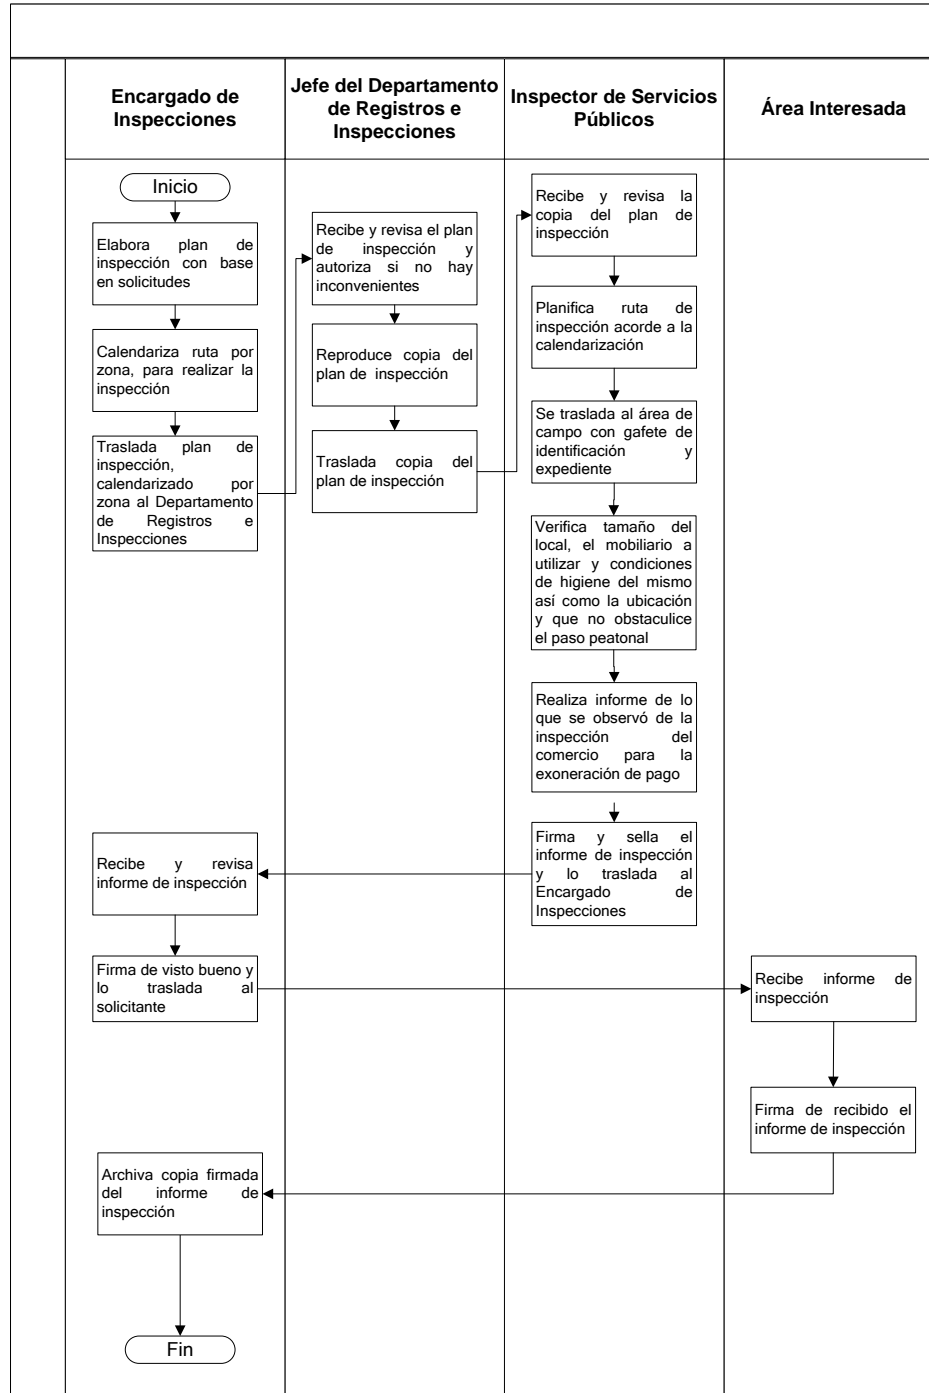 Encargado de
Inspecciones
Jefe del Departamento
de Registros e
Inspecciones
Inspector de Servicios
Públicos
Área Interesada
Inicio
Elabora plan de
inspección con base
en solicitudes
Calendariza ruta por
zona, para realizar la
inspección
Traslada plan de
inspección,
calendarizado por
zona al Departamento
de Registros e
Inspecciones
Recibe y revisa el plan
de inspección y
autoriza si no hay
inconvenientes
Reproduce copia del
plan de inspección
Traslada copia del
plan de inspección
Recibe y revisa la
copia del plan de
inspección
Planifica ruta de
inspección acorde a la
calendarización
Se traslada al área de
campo con gafete de
identificación y
expediente
Verifica tamaño del
local, el mobiliario a
utilizar y condiciones
de higiene del mismo
así como la ubicación
y que no obstaculice
el paso peatonal
Realiza informe de lo
que se observó de la
inspección del
comercio para la
exoneración de pago
Firma y sella el
informe de inspección
y lo traslada al
Encargado de
Inspecciones
Recibe y revisa
informe de inspección
Firma de visto bueno y
lo traslada al
solicitante
Recibe informe de
inspección
Firma de recibido el
informe de inspección
Archiva copia firmada
del informe de
inspección
Fin